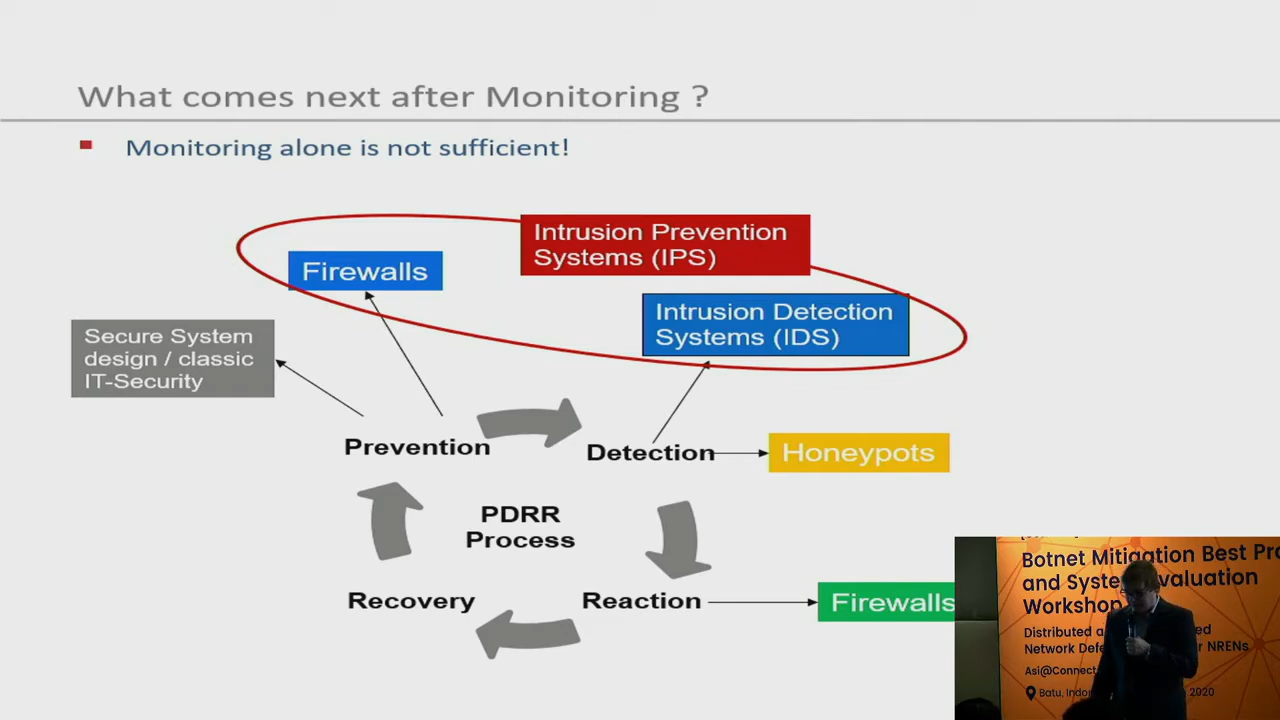 What comes next after Monitoring ?
Monitoring alone is not sufficient!
Intrusion Prevention
Systems (IPS)
Firewalls
Intrusion Detection
Systems (IDS)
Secure System
design / classic
IT-Security
Prevention
Detection
Honeypots
PDRR
Process
Recovery
Reaction
Firewalls
Botnet Mitigation Best
and System Evaluation
Workshop
Distributed
Network
NRENs
Batu,
2020